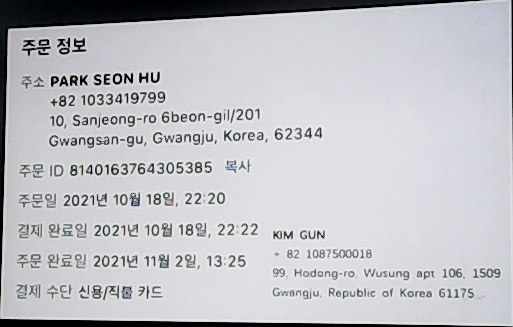 주문 정보
주소 PARK SEON HU
+82 1033419799
10, Sanjeong-ro 6beon-gil/201
Gwangsan-gu, Gwangju, Korea, 62344
주문 ID 8140163764305385 복사
주문일 2021년 10월 18일, 22:20
결제 완료일 2021년 10월 18일, 22:22
주문 완료일 2021년 11월 2일, 13:25
결제 수단 신용/직불 카드
KIM GUN
+ 82 1087500018
99, Hodong-ro, Wusung apt 106, 1509
Gwangju, Republic of Korea 61175